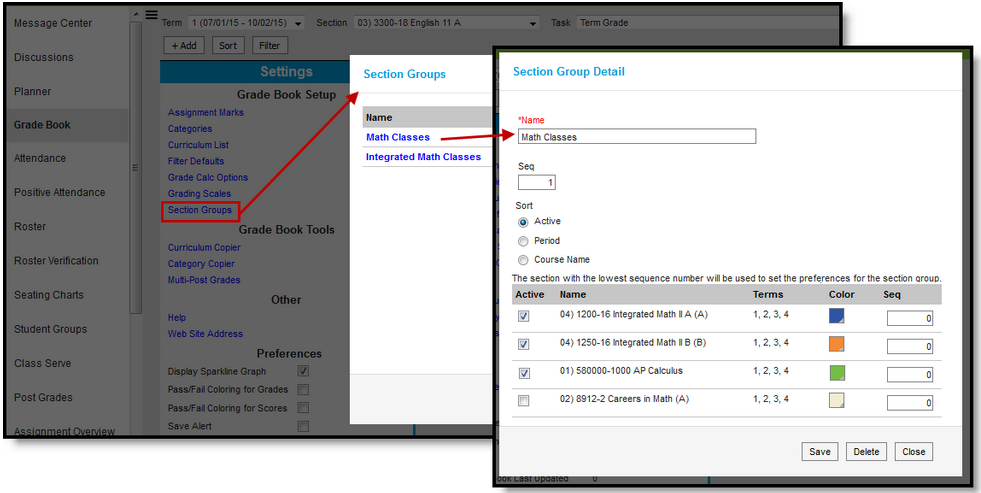 Message Center
Discussions
Planner
Grade Book
Attendance
Positive Attendance
Roster
Roster Verification
Seating Charts
Student Groups
Class Serve
Post Grades
Assignment Overview
Term 1 (07/01/15 - 10/02/15) Section 03) 3300-18 English 11 A Task Term Grade
+ Add Sort Filter
Settings
Grade Book Setup
Assignment Marks
Categories
Curriculum List
Filter Defaults
Grade Calc Options
Grading Scales
Section Groups
Grade Book Tools
Curriculum Copier
Category Copier
Multi-Post Grades
Other
Help
Web Site Address
Preferences
Display Sparkline Graph
Pass/Fail Coloring for Grades
Pass/Fail Coloring for Scores
Save Alert
Section Groups
Name
Math Classes
Integrated Math Classes
Section Group Detail
*Name
Math Classes
Seq
1
Sort
Active
Period
Course Name
The section with the lowest sequence number will be used to set the preferences for the section group.
Active Name Terms Color Seq
04) 1200-16 Integrated Math II A (A) 1, 2, 3, 4 0
04) 1250-16 Integrated Math II B (B) 1, 2, 3, 4 0
01) 580000-1000 AP Calculus 1, 2, 3, 4 0
02) 8912-2 Careers in Math (A) 1, 2, 3, 4 0
Save Delete Close
ook Last Updated 0